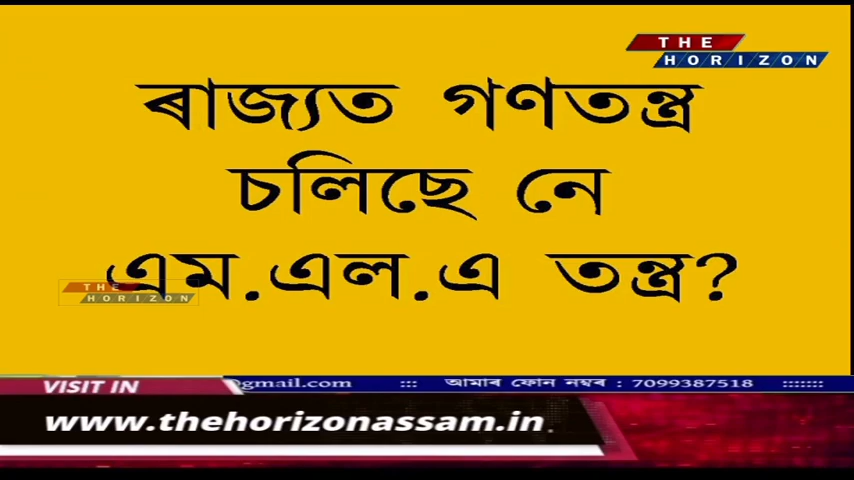 THE
HORIZON
ৰাজ্যত গণতন্ত্ৰ
চলিছে নে
এম.এল.এ তন্ত্ৰ?
THE
HORIZON
VISIT IN
@gmail.com ::: আমাৰ ফোন নম্বৰ : 7099387518 :::::::
www.thehorizonassam.in